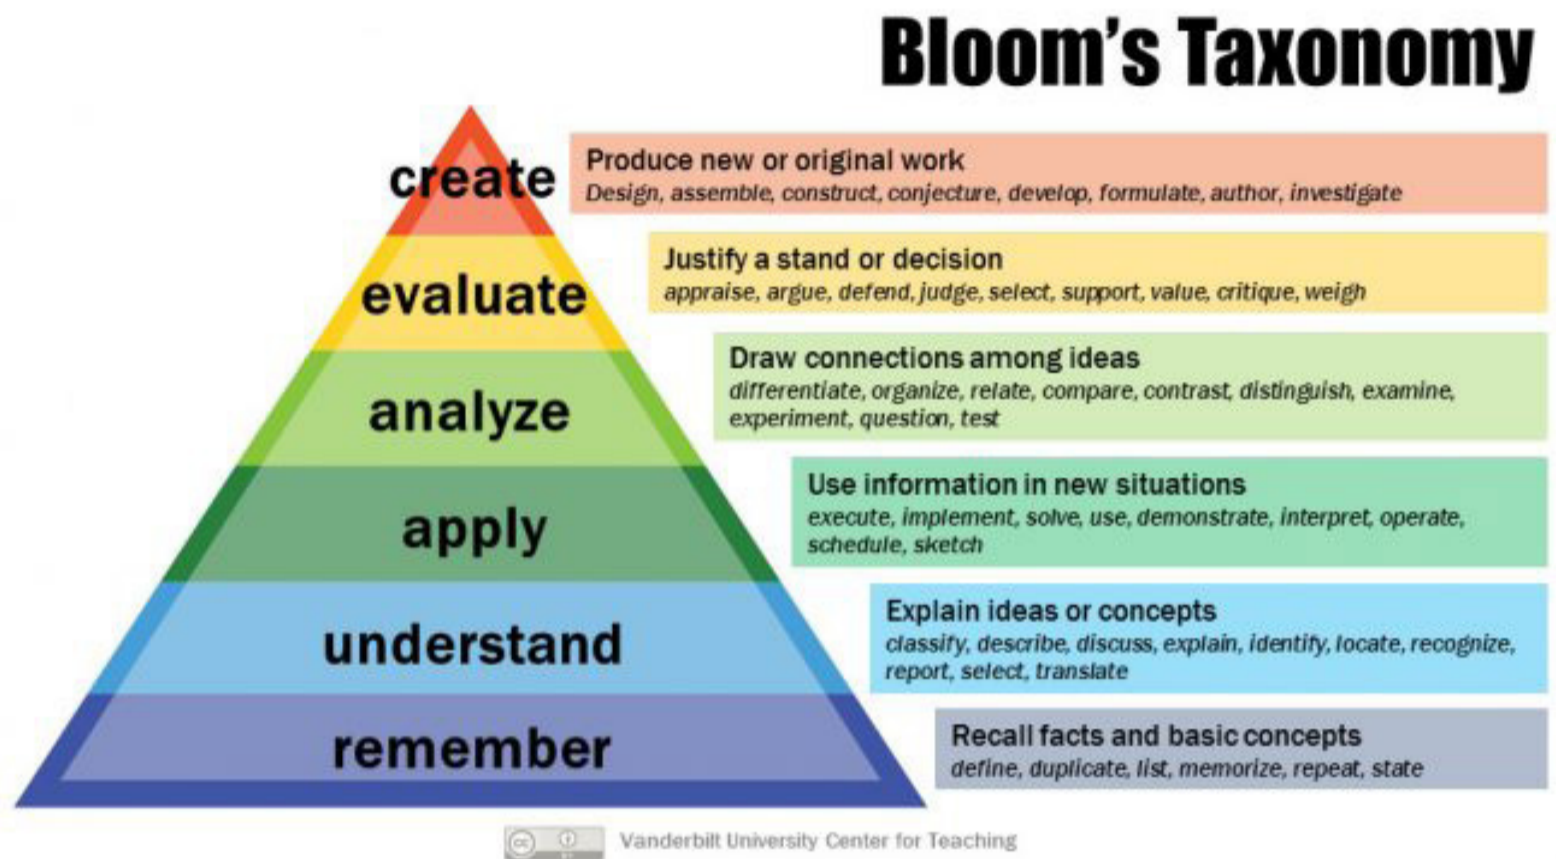 Bloom's Taxonomy
create
Produce new or original work
Design, assemble, construct, conjecture, develop, formulate, author, investigate
evaluate
Justify a stand or decision
appraise, argue, defend, judge, select, support, value, critique, weigh
analyze
Draw connections among ideas
differentiate, organize, relate, compare, contrast, distinguish, examine,
experiment, question, test
apply
Use information in new situations
execute, implement, solve, use, demonstrate, interpret, operate,
schedule, sketch
understand
Explain ideas or concepts
classify, describe, discuss, explain, identify, locate, recognize,
report, select, translate
remember
Recall facts and basic concepts
define, duplicate, list, memorize, repeat, state
cc
Vanderbilt University Center for Teaching